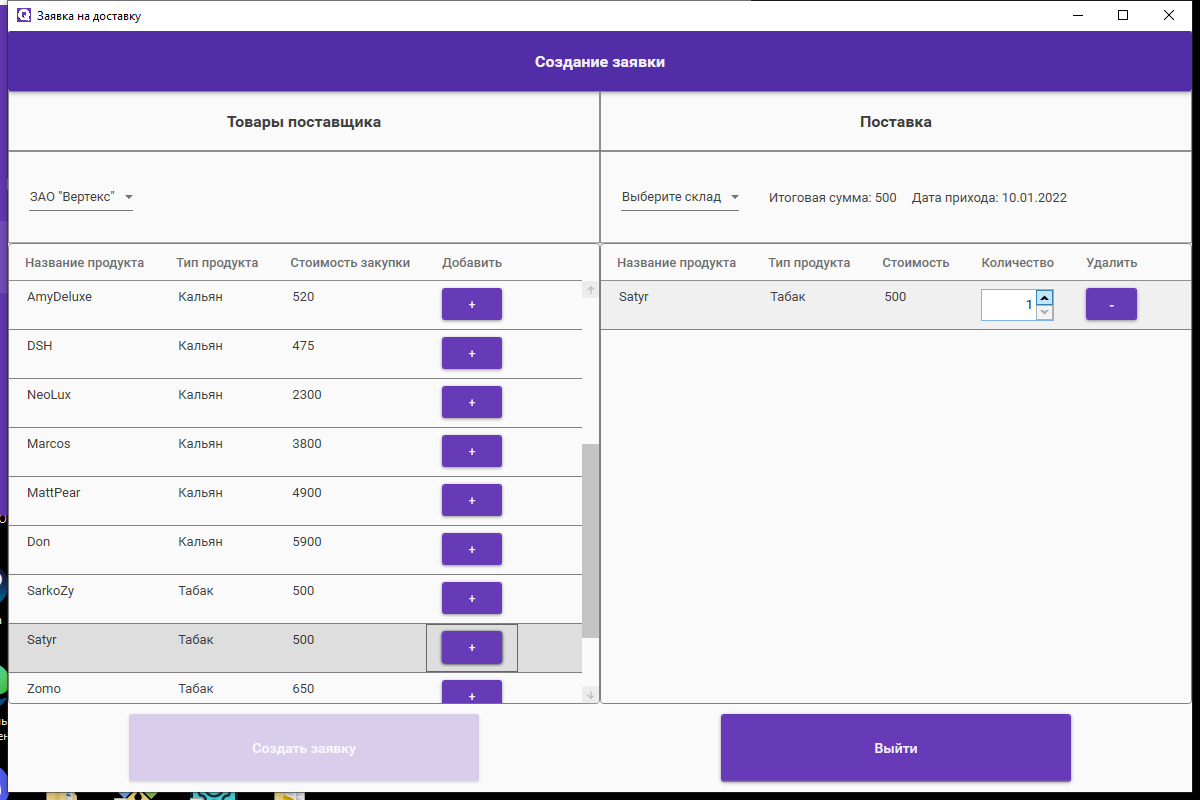 Заявка на доставку
Создание заявки
Товары поставщика
Поставка
ЗАО "Вертекс"
Выберите склад Итоговая сумма: 500 Дата прихода: 10.01.2022
Название продукта Тип продукта Стоимость закупки Добавить
AmyDeluxe Кальян 520 +
DSH Кальян 475 +
NeoLux Кальян 2300 +
Marcos Кальян 3800 +
MattPear Кальян 4900 +
Don Кальян 5900 +
SarkoZy Табак 500 +
Satyr Табак 500 +
Zomo Табак 650 +
Название продукта Тип продукта Стоимость Количество Удалить
Satyr Табак 500 1 -
Создать заявку
Выйти